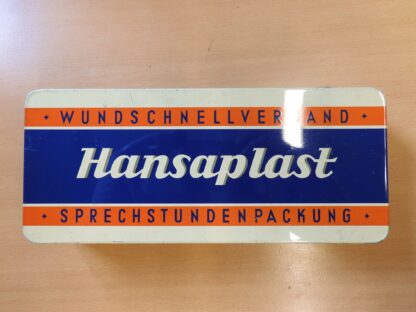 • WUNDSCHNELLVERBAND •
Hansaplast
• SPRECHSTUNDENPACKUNG •